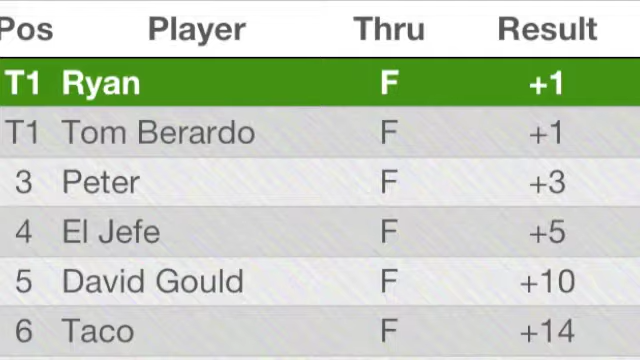 Pos Player Thru Result
T1 Ryan F +1
T1 Tom Berardo F +1
3 Peter F +3
4 El Jefe F +5
5 David Gould F +10
6 Taco F +14